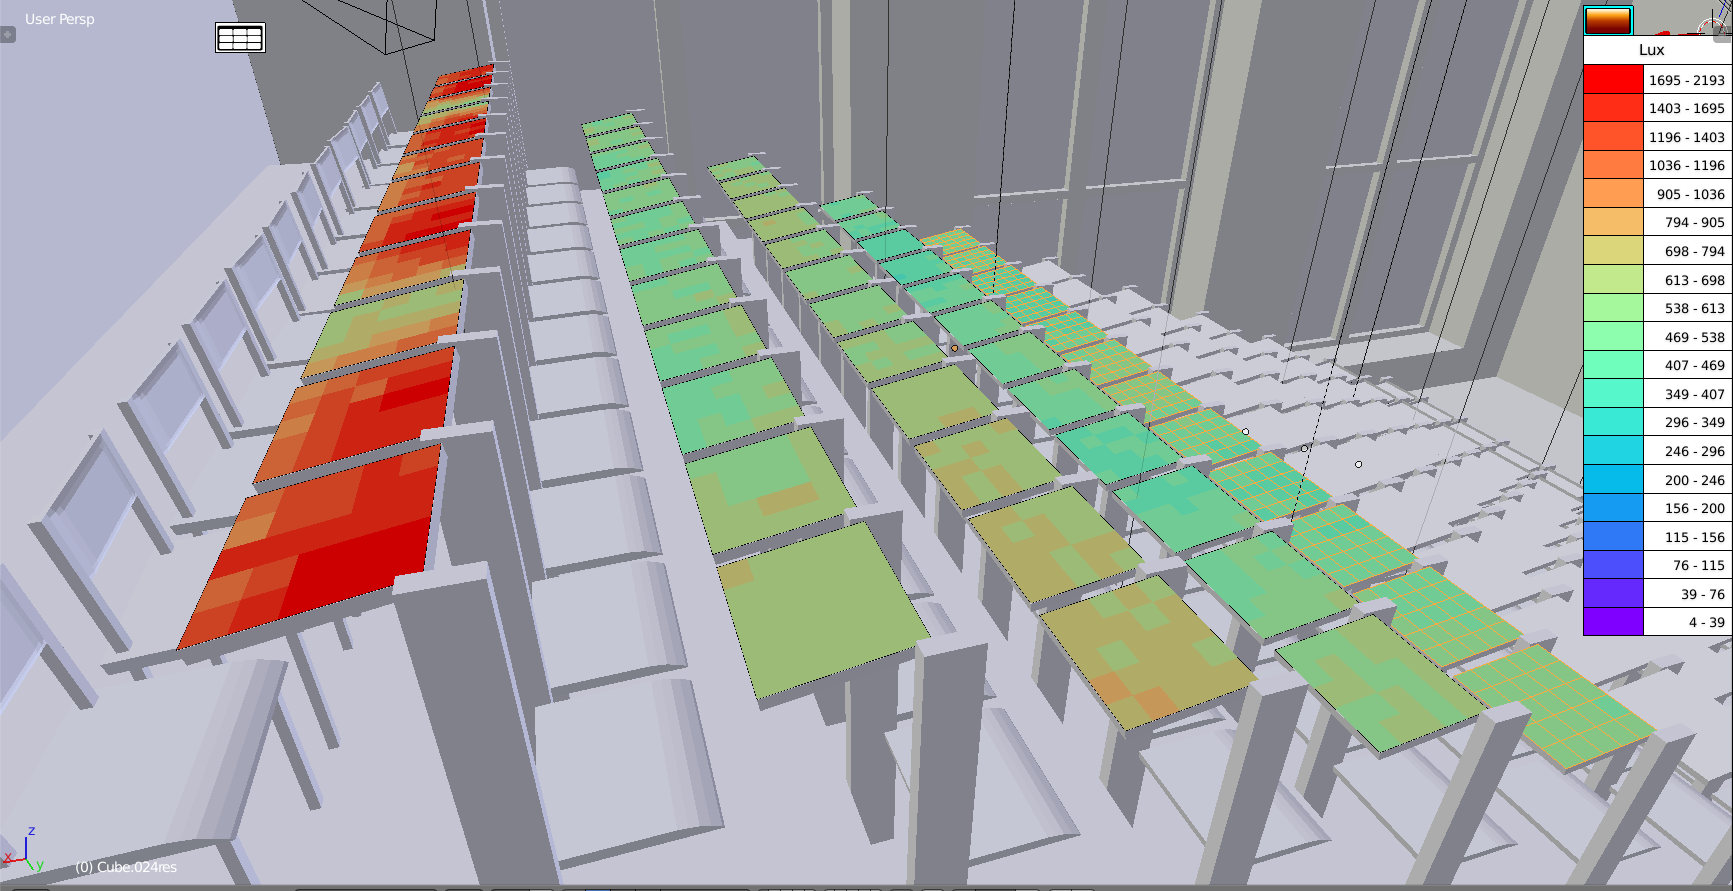 User Persp
Lux
1695 - 2193
1403 - 1695
1196 - 1403
1036 - 1196
905 - 1036
794 - 905
698 - 794
613 - 698
538 - 613
469 - 538
407 - 469
349 - 407
296 - 349
246 - 296
200 - 246
156 - 200
115 - 156
76 - 115
39 - 76
4 - 39
z
x
y
(0) Cube.024res